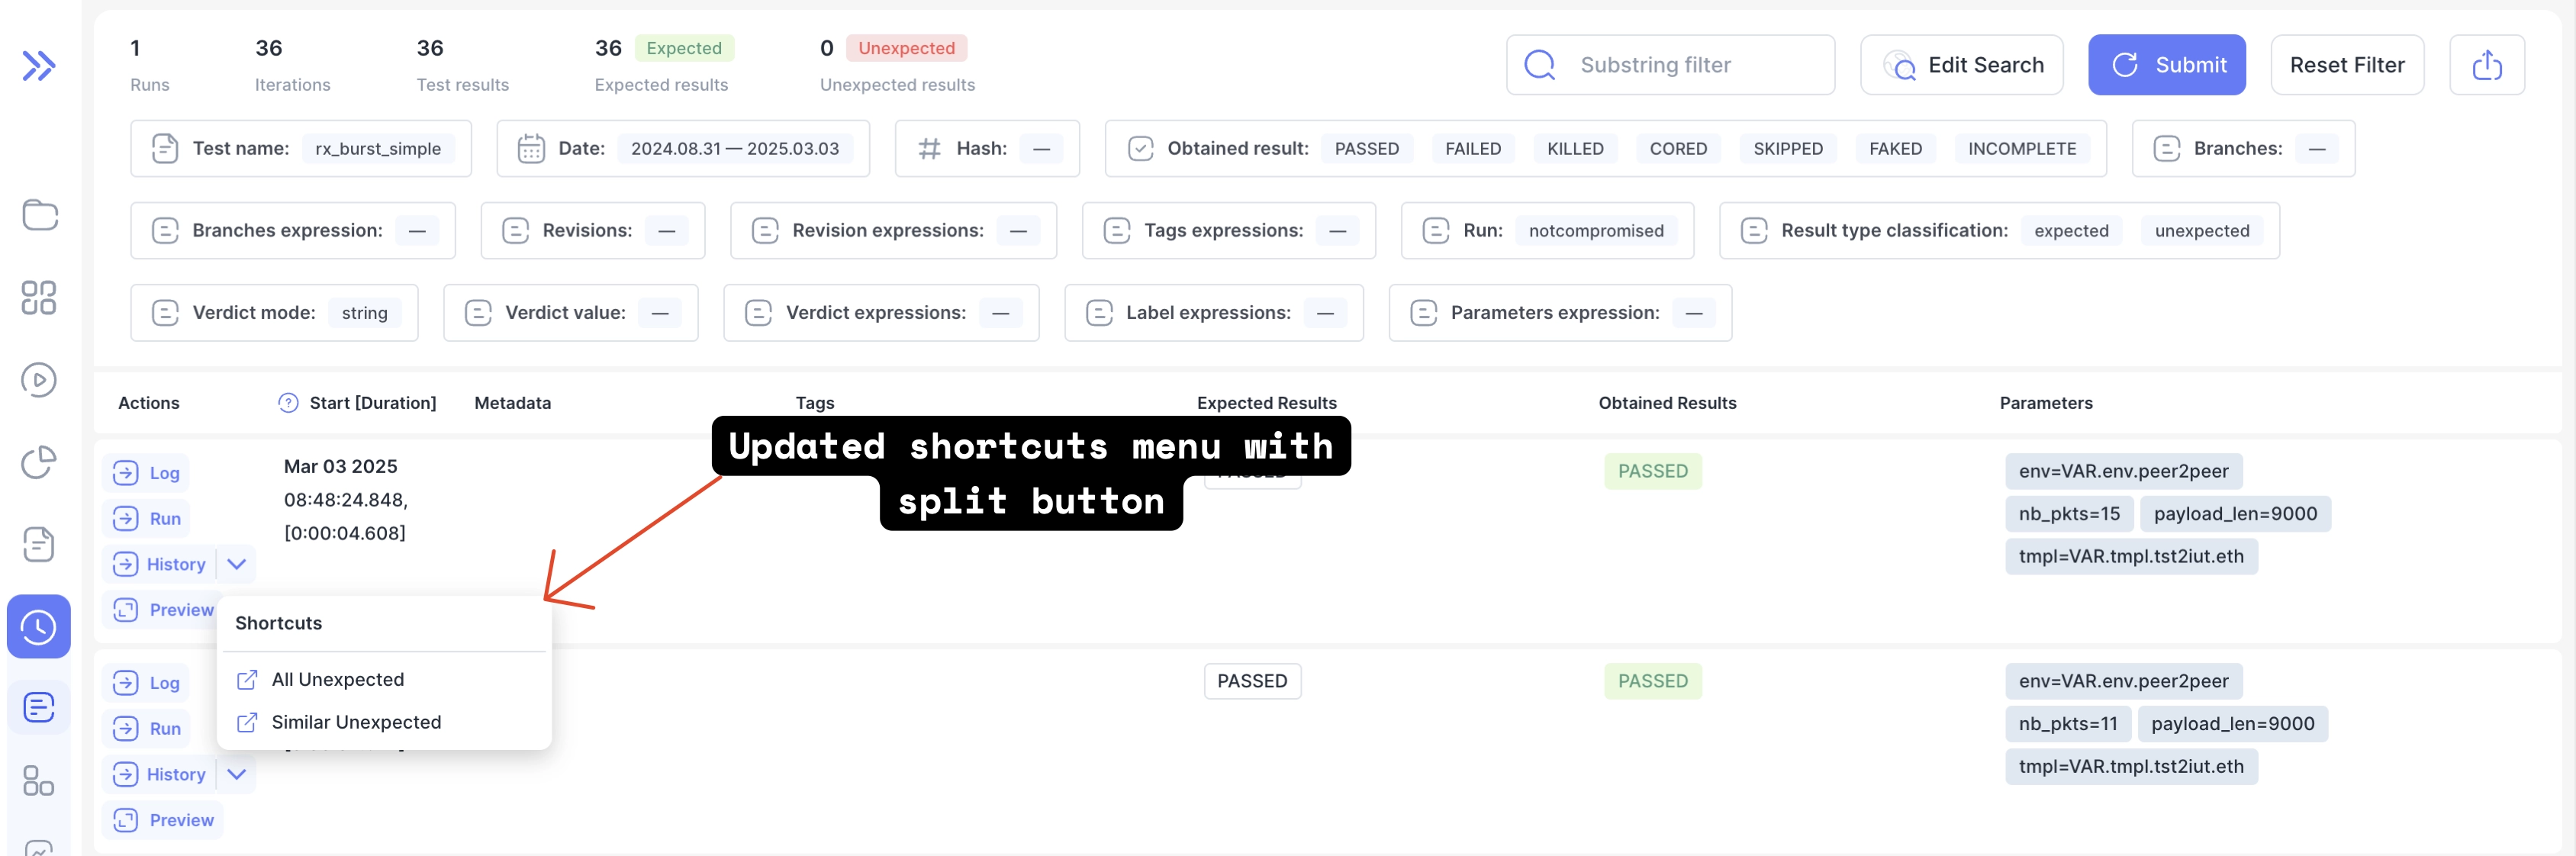 1 36 36 36 Expected 0 Unexpected
Runs Iterations Test results Expected results Unexpected results
Substring filter Edit Search Submit Reset Filter
Test name: rx_burst_simple Date: 2024.08.31 — 2025.03.03 Hash: — Obtained result: PASSED FAILED KILLED CORED SKIPPED FAKED INCOMPLETE Branches: —
Branches expression: — Revisions: — Revision expressions: — Tags expressions: — Run: notcompromised Result type classification: expected unexpected
Verdict mode: string Verdict value: — Verdict expressions: — Label expressions: — Parameters expression: —
Actions Start [Duration] Metadata Tags Expected Results Obtained Results Parameters
Updated shortcuts menu with
split button
Log
Run
History
Preview
Mar 03 2025
08:48:24.848,
[0:00:04.608]
PASSED
env=VAR.env.peer2peer
nb_pkts=15 payload_len=9000
tmpl=VAR.tmpl.tst2iut.eth
Shortcuts
All Unexpected
Similar Unexpected
Log
Run
History
Preview
PASSED
PASSED
env=VAR.env.peer2peer
nb_pkts=11 payload_len=9000
tmpl=VAR.tmpl.tst2iut.eth